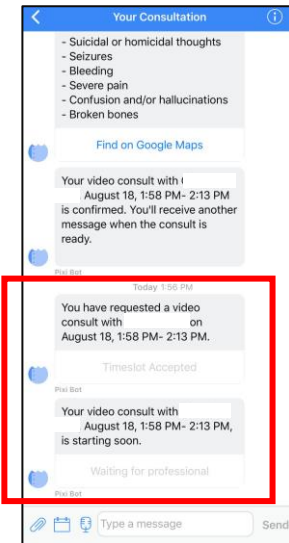 Your Consultation
- Suicidal or homicidal thoughts
- Seizures
- Bleeding
- Severe pain
- Confusion and/or hallucinations
- Broken bones
Find on Google Maps
Your video consult with
August 18, 1:58 PM- 2:13 PM
is confirmed. You'll receive another
message when the consult is
ready.
Pixi Bot
Today 1:56 PM
You have requested a video
consult with on
August 18, 1:58 PM- 2:13 PM.
Timeslot Accepted
Pixi Bot
Your video consult with
August 18, 1:58 PM- 2:13 PM,
is starting soon.
Waiting for professional
Pixi Bot
Type a message
Send